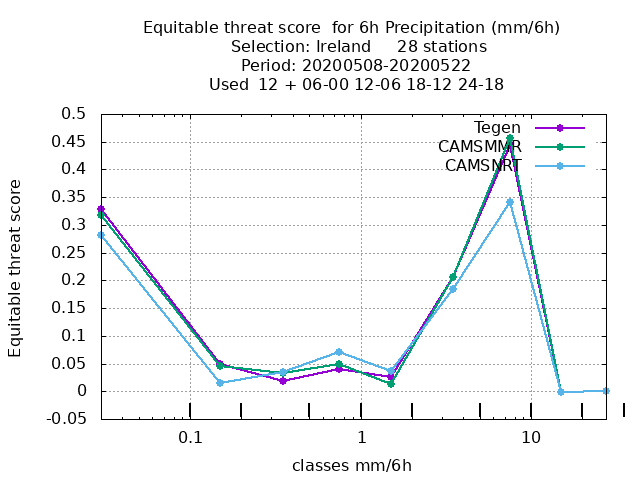 Equitable threat score  for 6h Precipitation (mm/6h)
Selection: Ireland     28 stations
Period: 20200508-20200522
Used  12 + 06-00 12-06 18-12 24-18
Tegen
CAMSMMR
CAMSNRT
Equitable threat score
0.5
0.45
0.4
0.35
0.3
0.25
0.2
0.15
0.1
0.05
0
-0.05
0.1 1 10
classes mm/6h